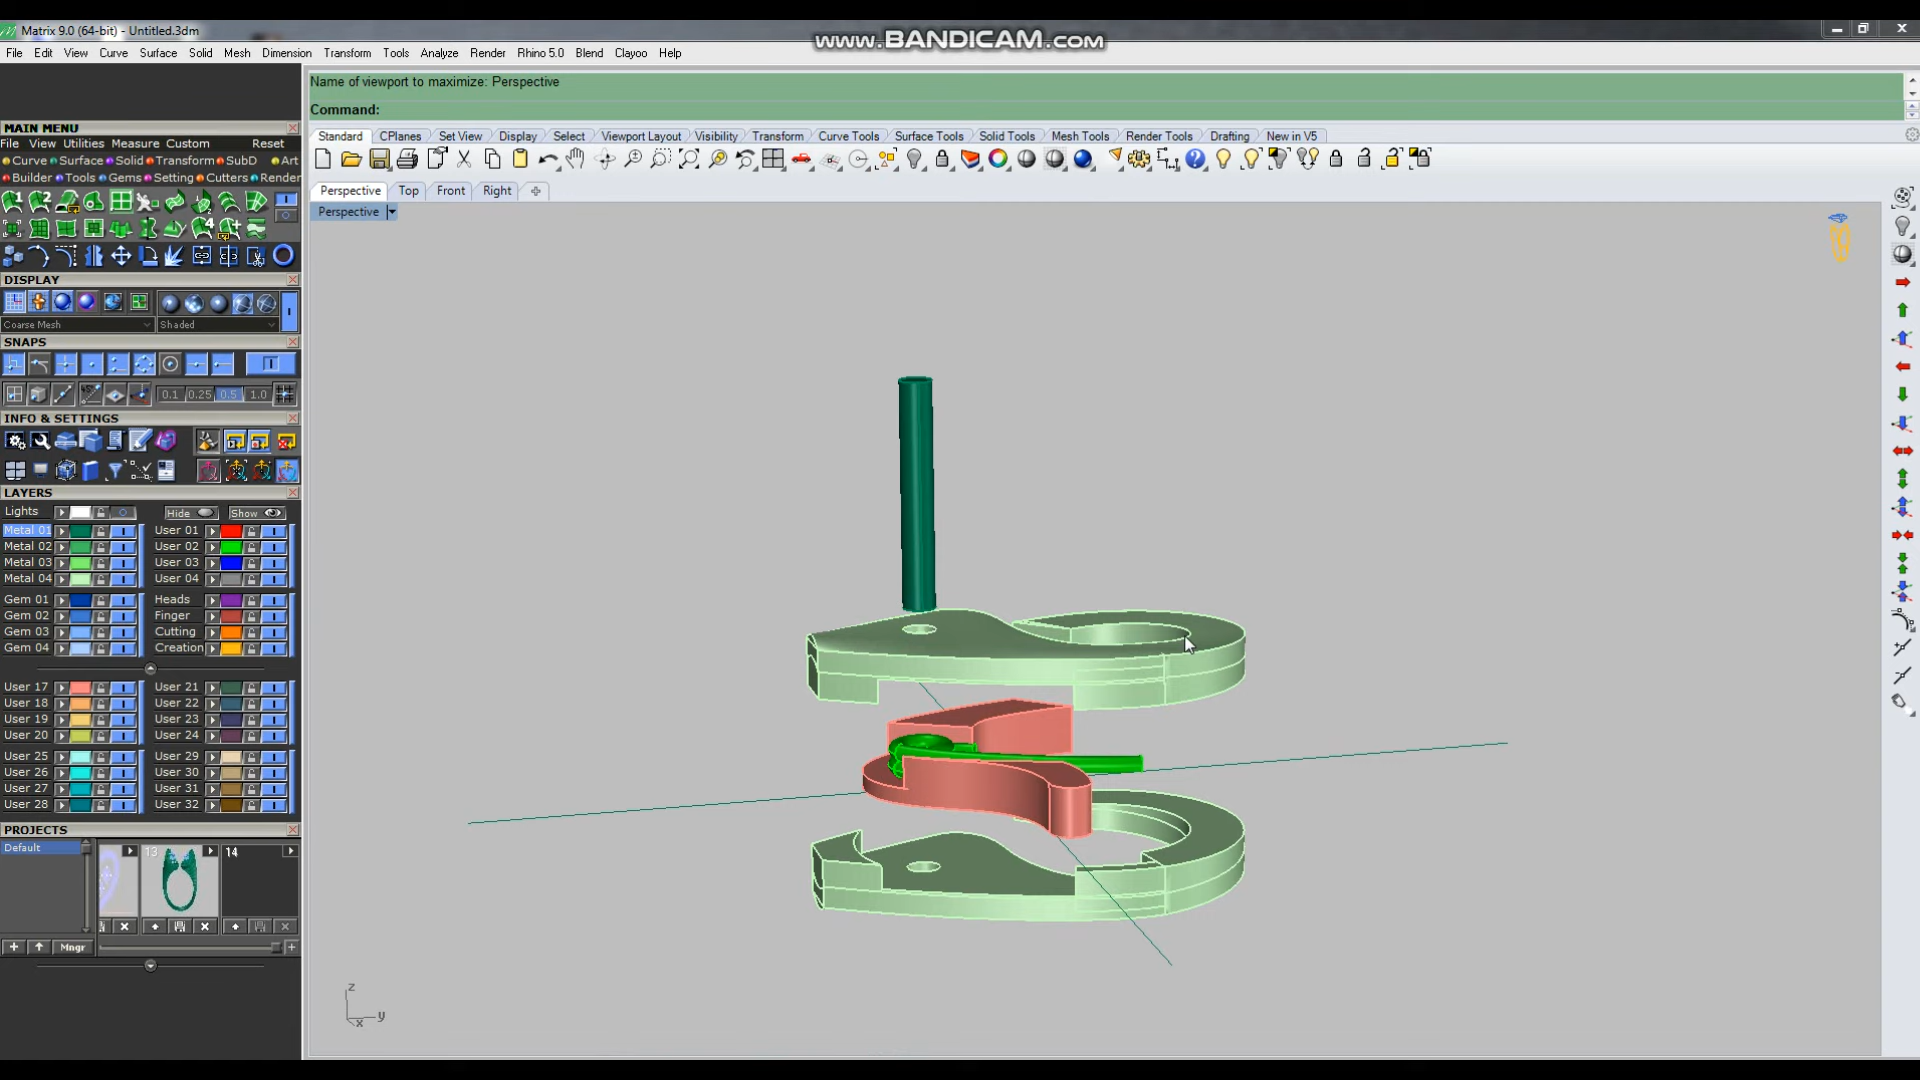 Matrix 9.0 (64-bit) - Untitled.3dm
www.BANDICAM.com
File Edit View Curve Surface Solid Mesh Dimension Transform Tools Analyze Render Rhino 5.0 Blend Clayoo Help
Name of viewport to maximize: Perspective
Command:
Standard CPlanes Set View Display Select Viewport Layout Visibility Transform Curve Tools Surface Tools Solid Tools Mesh Tools Render Tools Drafting New in V5
Perspective Top Front Right
Perspective
MAIN MENU
File View Utilities Measure Custom Reset
Curve Surface Solid Transform SubD Art
Builder Tools Gems Setting Cutters Render
DISPLAY
Coarse Mesh Shaded
SNAPS
0.1 0.25 0.5 1.0
INFO & SETTINGS
LAYERS
Lights Hide Show
Metal 01 User 01
Metal 02 User 02
Metal 03 User 03
Metal 04 User 04
Gem 01 Heads
Gem 02 Finger
Gem 03 Cutting
Gem 04 Creation
User 17 User 21
User 18 User 22
User 19 User 23
User 20 User 24
User 25 User 29
User 26 User 30
User 27 User 31
User 28 User 32
PROJECTS
Default
13 14
Mngr
z
y
x